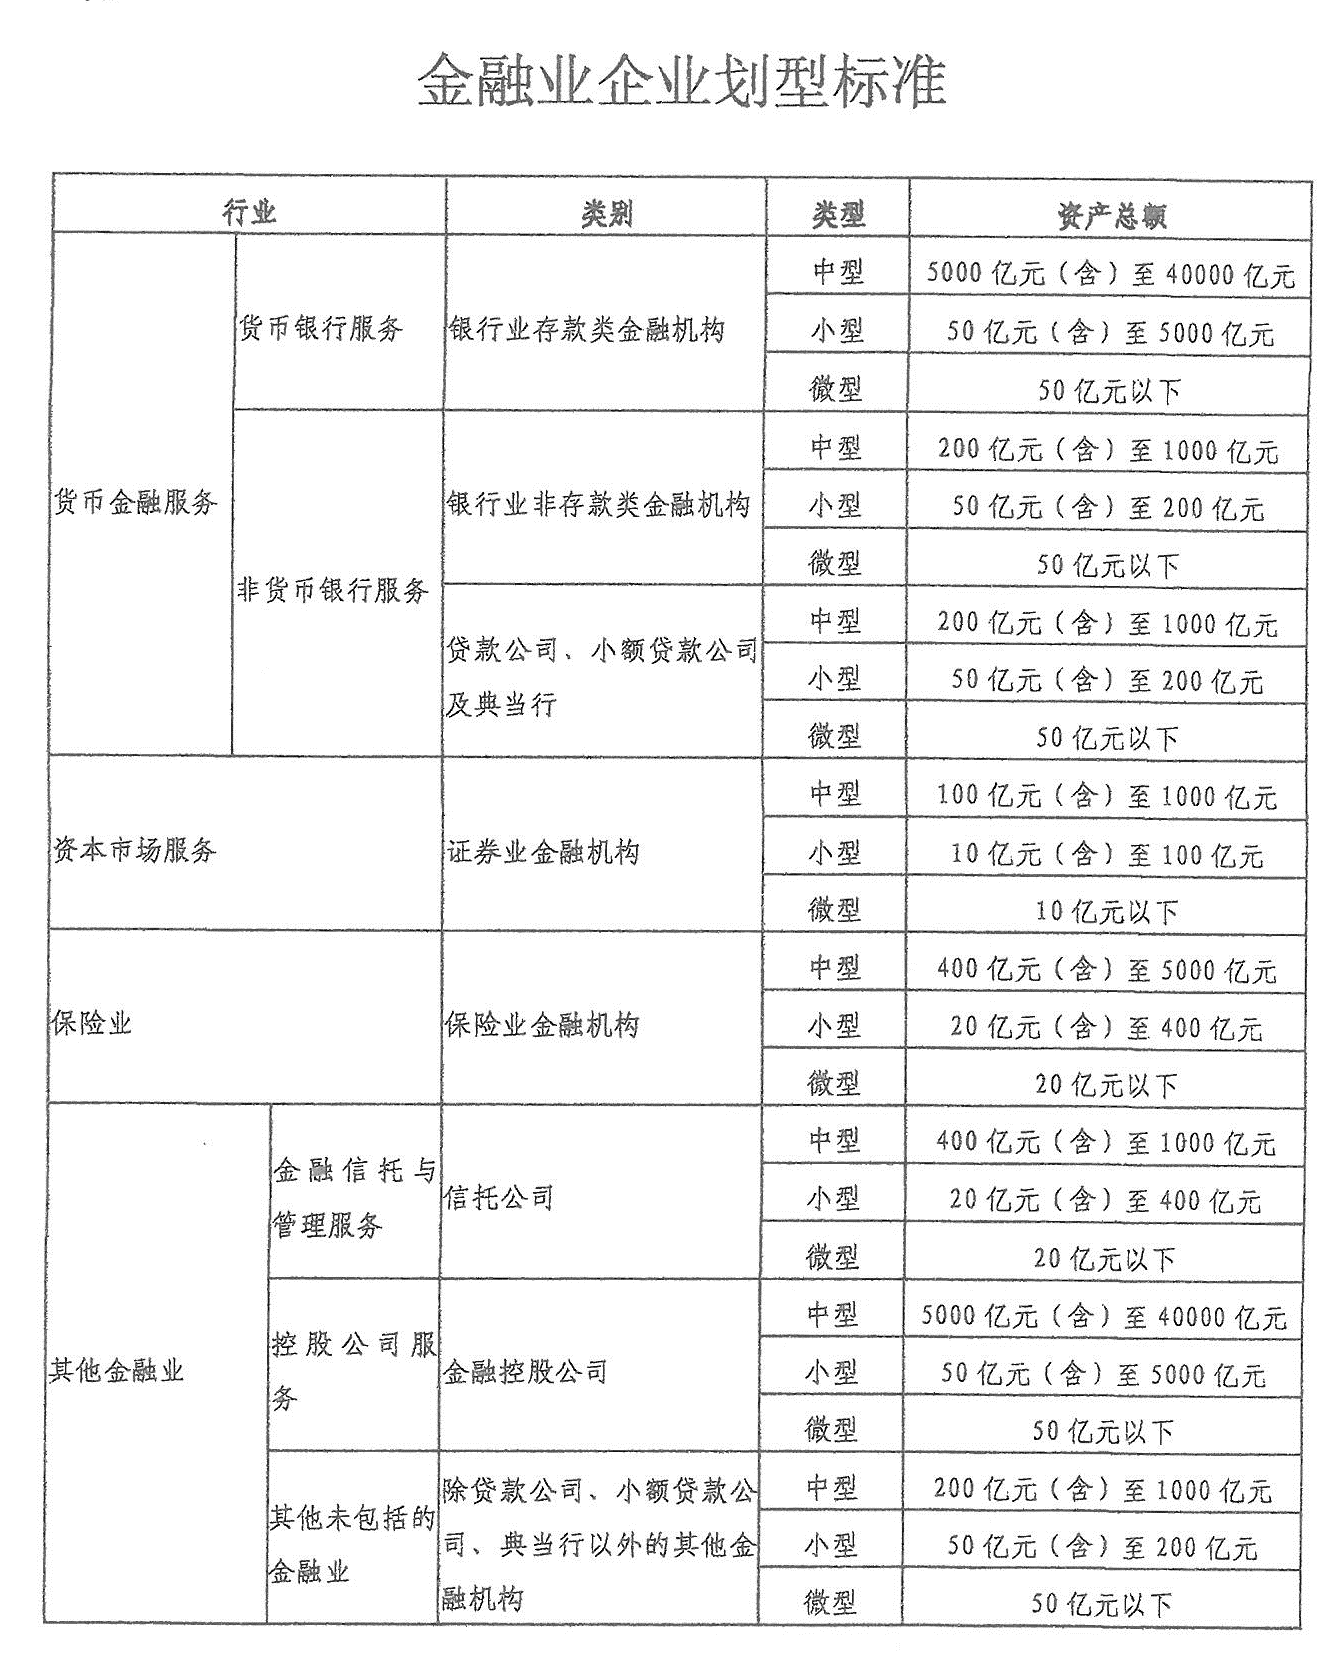 金融业企业划型标准
行业 类别 类型 资产总额
货币金融服务
货币银行服务
银行业存款类金融机构
中型 5000 亿元（含）至 40000 亿元
小型 50 亿元（含）至 5000 亿元
微型 50 亿元以下
非货币银行服务
银行业非存款类金融机构
中型 200 亿元（含）至 1000 亿元
小型 50 亿元（含）至 200 亿元
微型 50 亿元以下
贷款公司、小额贷款公司
及典当行
中型 200 亿元（含）至 1000 亿元
小型 50 亿元（含）至 200 亿元
微型 50 亿元以下
资本市场服务
证券业金融机构
中型 100 亿元（含）至 1000 亿元
小型 10 亿元（含）至 100 亿元
微型 10 亿元以下
保险业
保险业金融机构
中型 400 亿元（含）至 5000 亿元
小型 20 亿元（含）至 400 亿元
微型 20 亿元以下
其他金融业
金融信托与
管理服务
信托公司
中型 400 亿元（含）至 1000 亿元
小型 20 亿元（含）至 400 亿元
微型 20 亿元以下
控股公司服
务
金融控股公司
中型 5000 亿元（含）至 40000 亿元
小型 50 亿元（含）至 5000 亿元
微型 50 亿元以下
其他未包括的
金融业
除贷款公司、小额贷款公
司、典当行以外的其他金
融机构
中型 200 亿元（含）至 1000 亿元
小型 50 亿元（含）至 200 亿元
微型 50 亿元以下